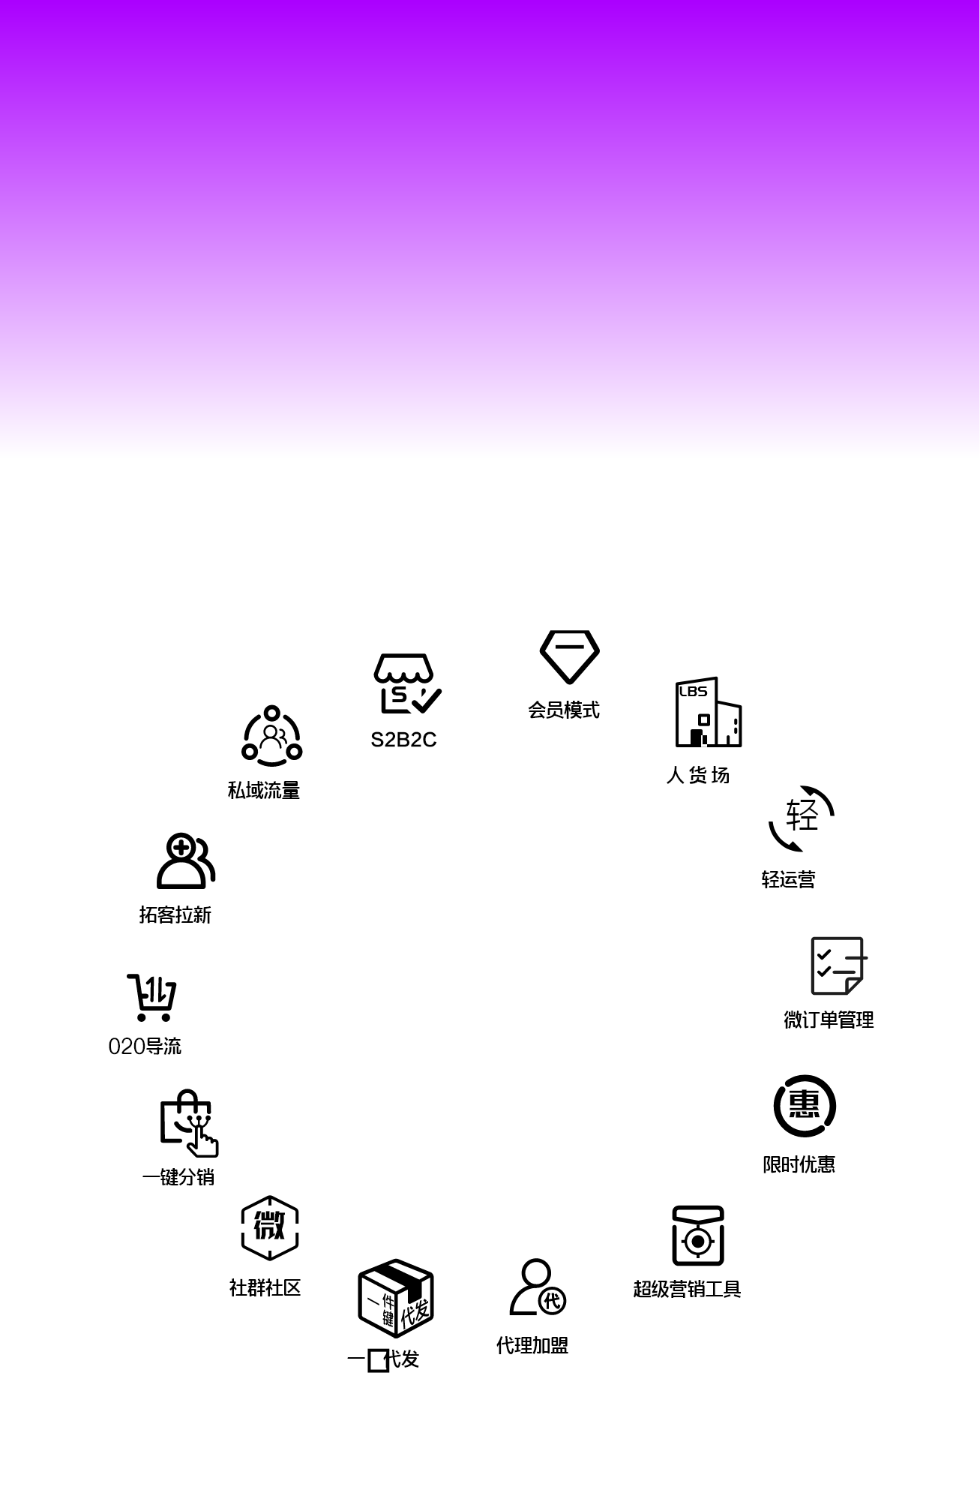 会员模式
S
S2B2C
LBS
人货场
私域流量
轻
轻运营
拓客拉新
微订单管理
020导流
惠
限时优惠
一键分销
微
社群社区
超级营销工具
一件
键
代发
代
代理加盟
一□代发